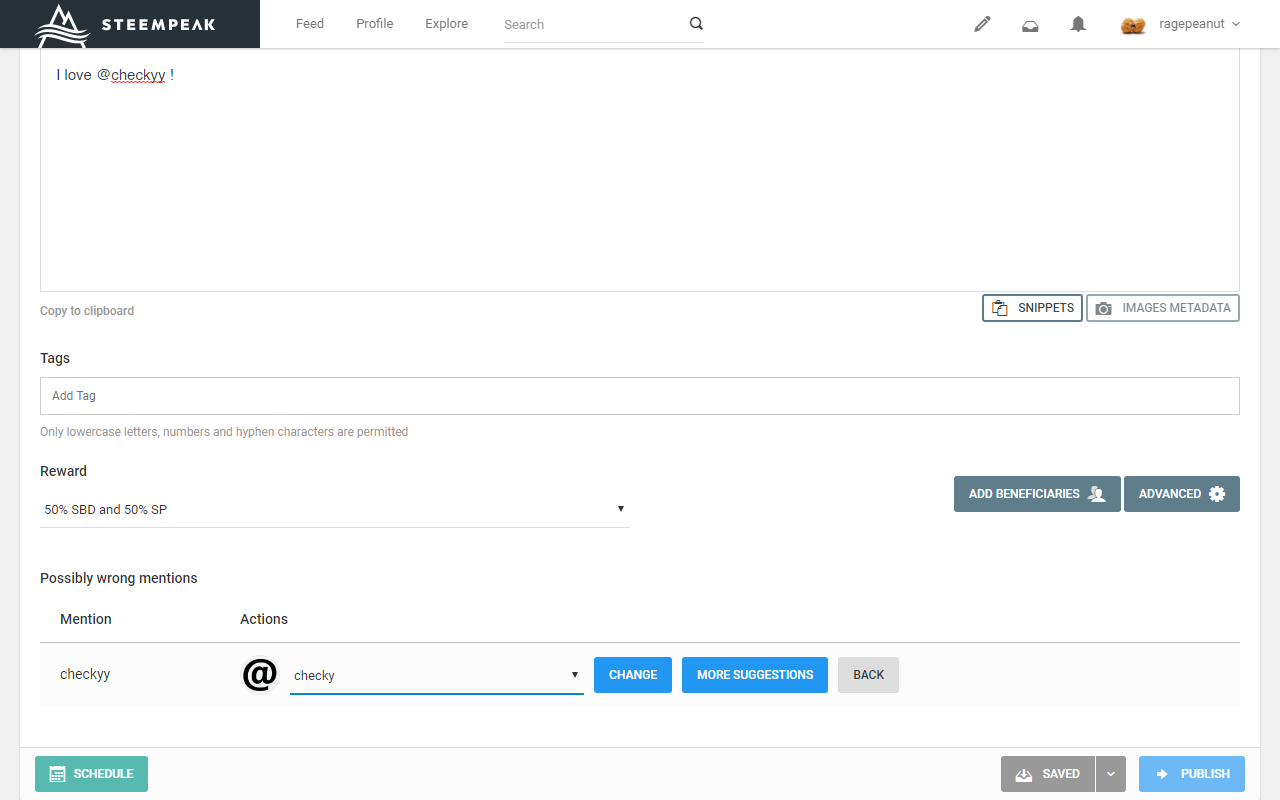 STEEMPEAK Feed Profile Explore Search ragepeanut
I love @checkyy !
Copy to clipboard SNIPPETS IMAGES METADATA
Tags
Add Tag
Only lowercase letters, numbers and hyphen characters are permitted
Reward
ADD BENEFICIARIES ADVANCED
50% SBD and 50% SP
Possibly wrong mentions
Mention Actions
checkyy @ checky CHANGE MORE SUGGESTIONS BACK
SCHEDULE SAVED PUBLISH